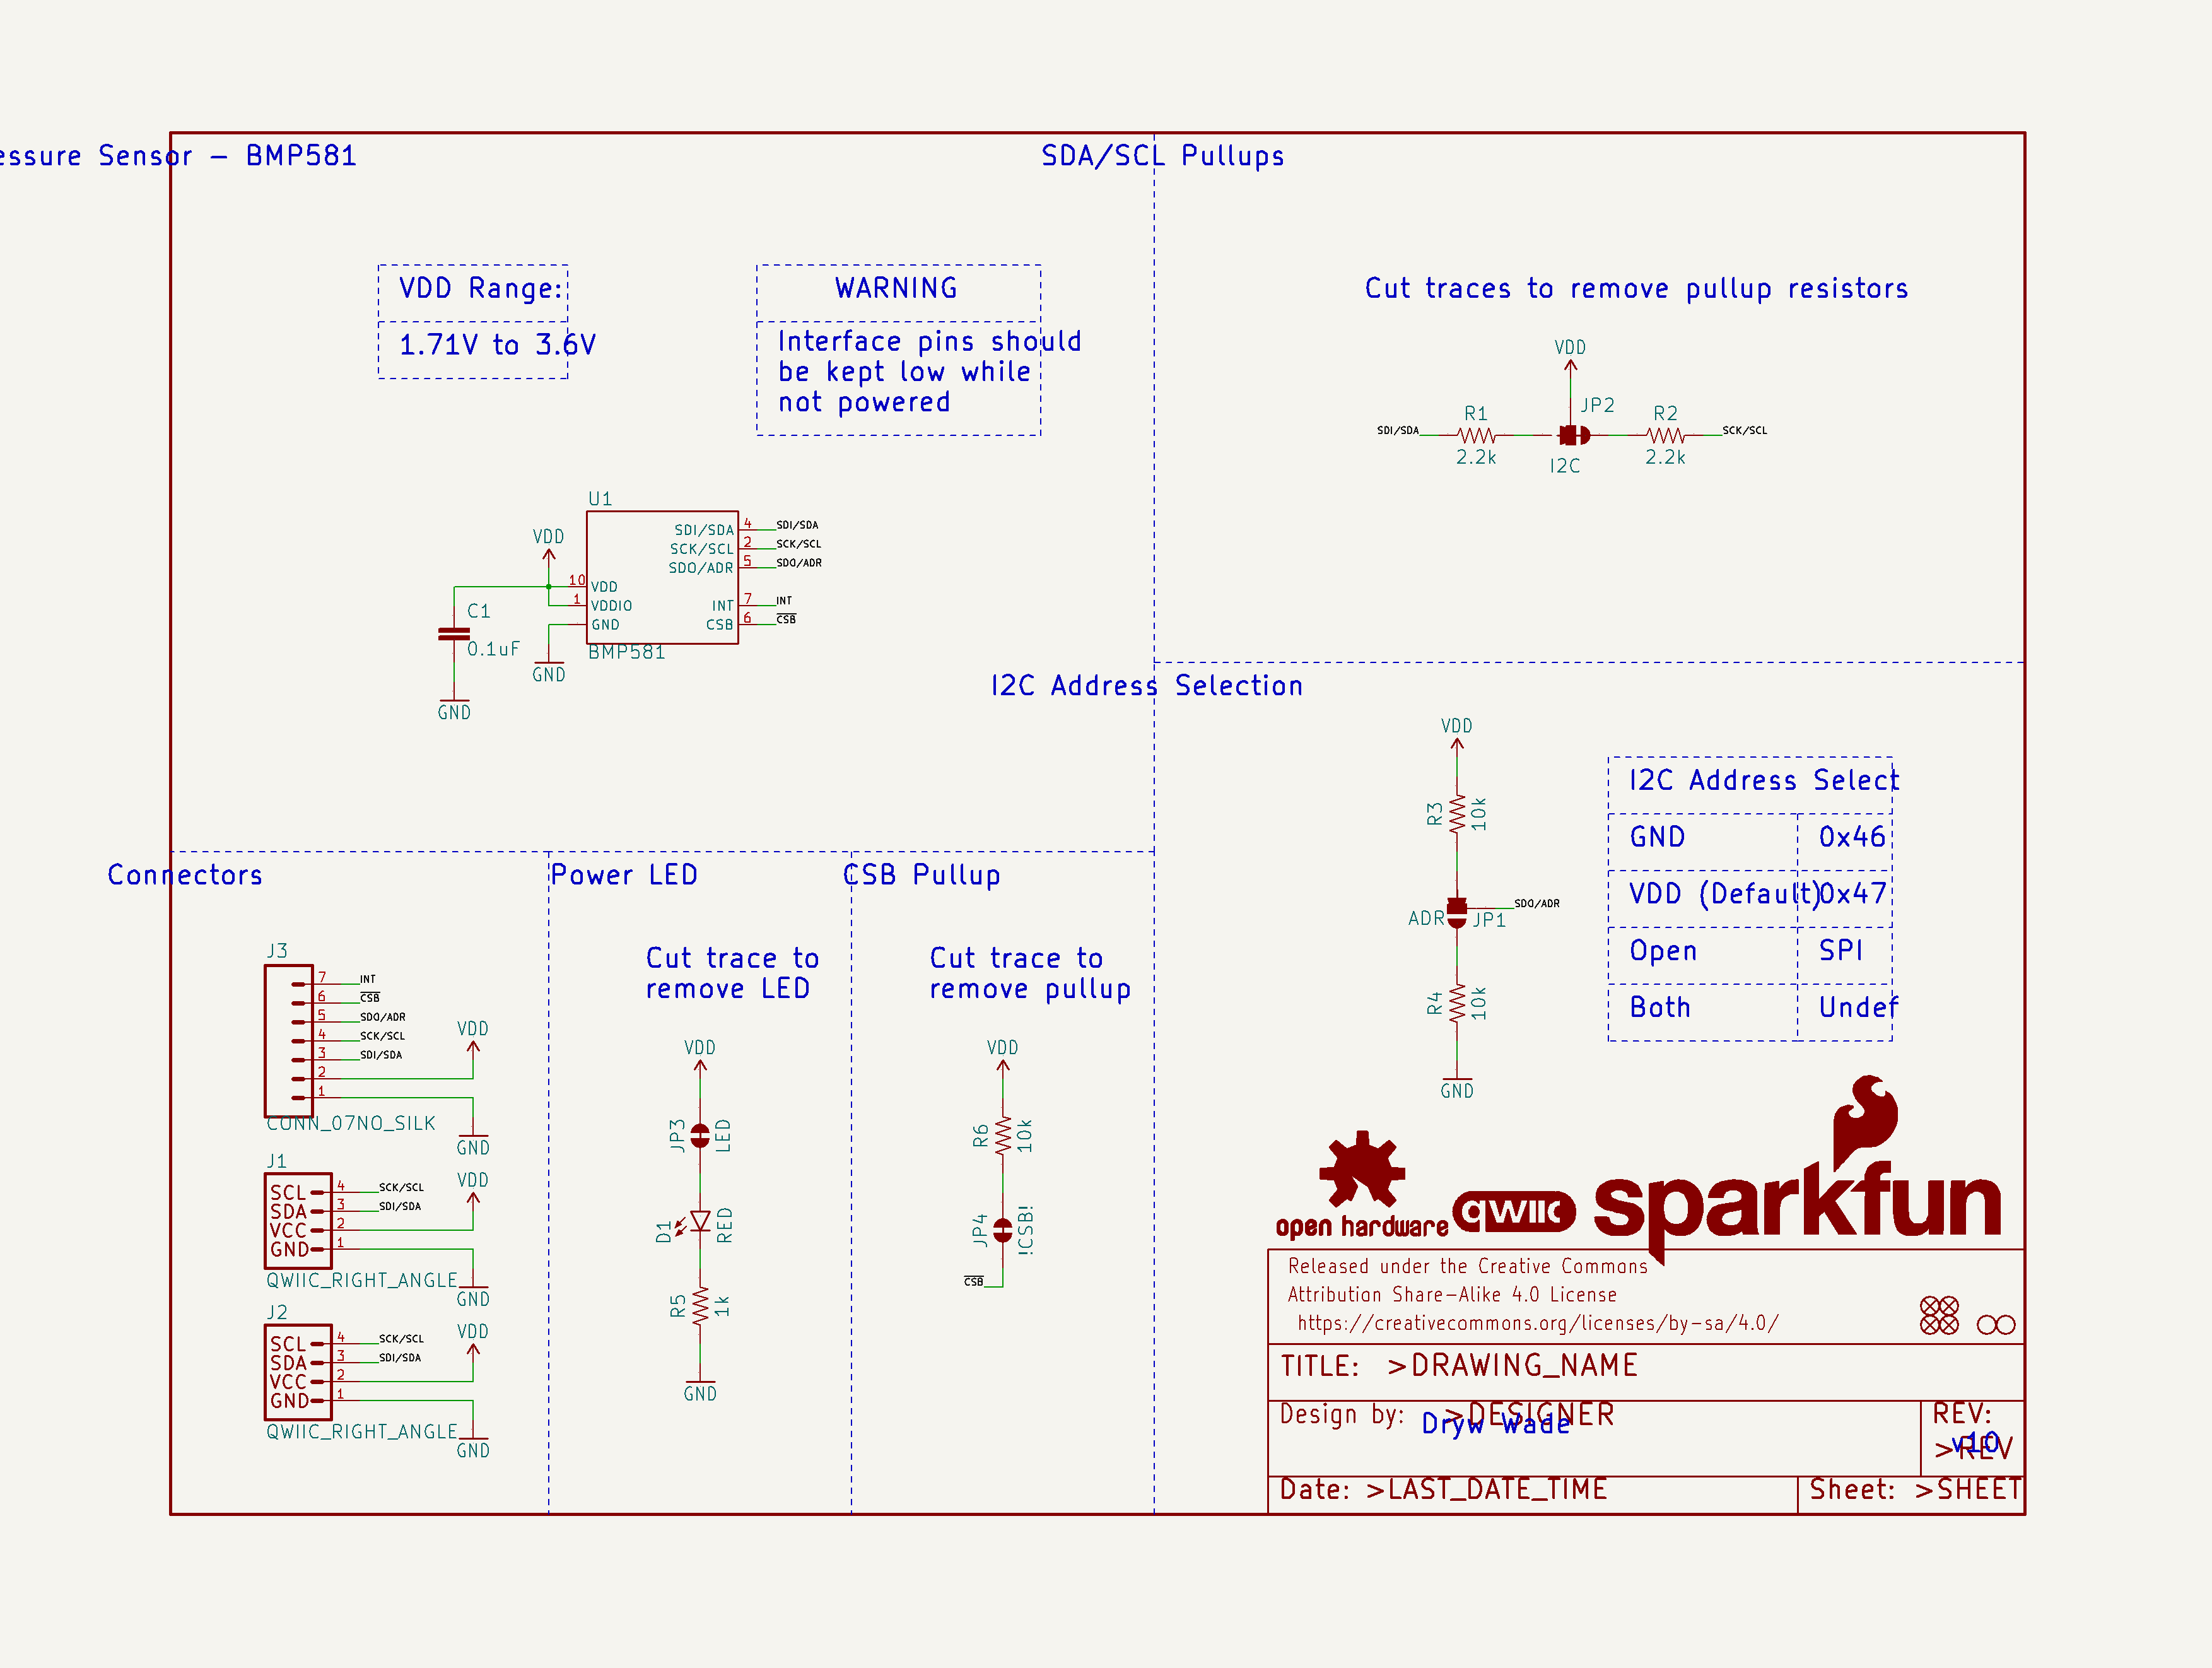 essure Sensor - BMP581
SDA/SCL Pullups
VDD Range:
1.71V to 3.6V
WARNING
Interface pins should
be kept low while
not powered
Cut traces to remove pullup resistors
VDD
JP2
R1
R2
SDI/SDA
SCK/SCL
2.2k
I2C
2.2k
U1
VDD
SDI/SDA 4 SDI/SDA
SCK/SCL 2 SCK/SCL
SDO/ADR 5 SDO/ADR
10 VDD
1 VDDIO
GND
INT 7 INT
CSB 6 CSB
C1
0.1uF
BMP581
GND
GND
I2C Address Selection
VDD
R3
10k
ADR
JP1
SDO/ADR
R4
10k
GND
I2C Address Select
GND 0x46
VDD (Default) 0x47
Open SPI
Both Undef
Connectors
J3
7 INT
6 CSB
5 SDO/ADR
4 SCK/SCL
3 SDI/SDA
2
1
VDD
CONN_07NO_SILK
GND
J1
SCL 4 SCK/SCL
SDA 3 SDI/SDA
VCC 2
GND 1
VDD
QWIIC_RIGHT_ANGLE
GND
J2
SCL 4 SCK/SCL
SDA 3 SDI/SDA
VCC 2
GND 1
VDD
QWIIC_RIGHT_ANGLE
GND
Power LED
Cut trace to
remove LED
VDD
JP3
LED
D1
RED
R5
1k
GND
CSB Pullup
Cut trace to
remove pullup
VDD
R6
10k
JP4
!CSB!
CSB
open hardware
qwiic
sparkfun
Released under the Creative Commons
Attribution Share-Alike 4.0 License
https://creativecommons.org/licenses/by-sa/4.0/
TITLE: >DRAWING_NAME
Design by: >DESIGNER
Dryw Wade
REV:
>REV
v10
Date: >LAST_DATE_TIME
Sheet: >SHEET